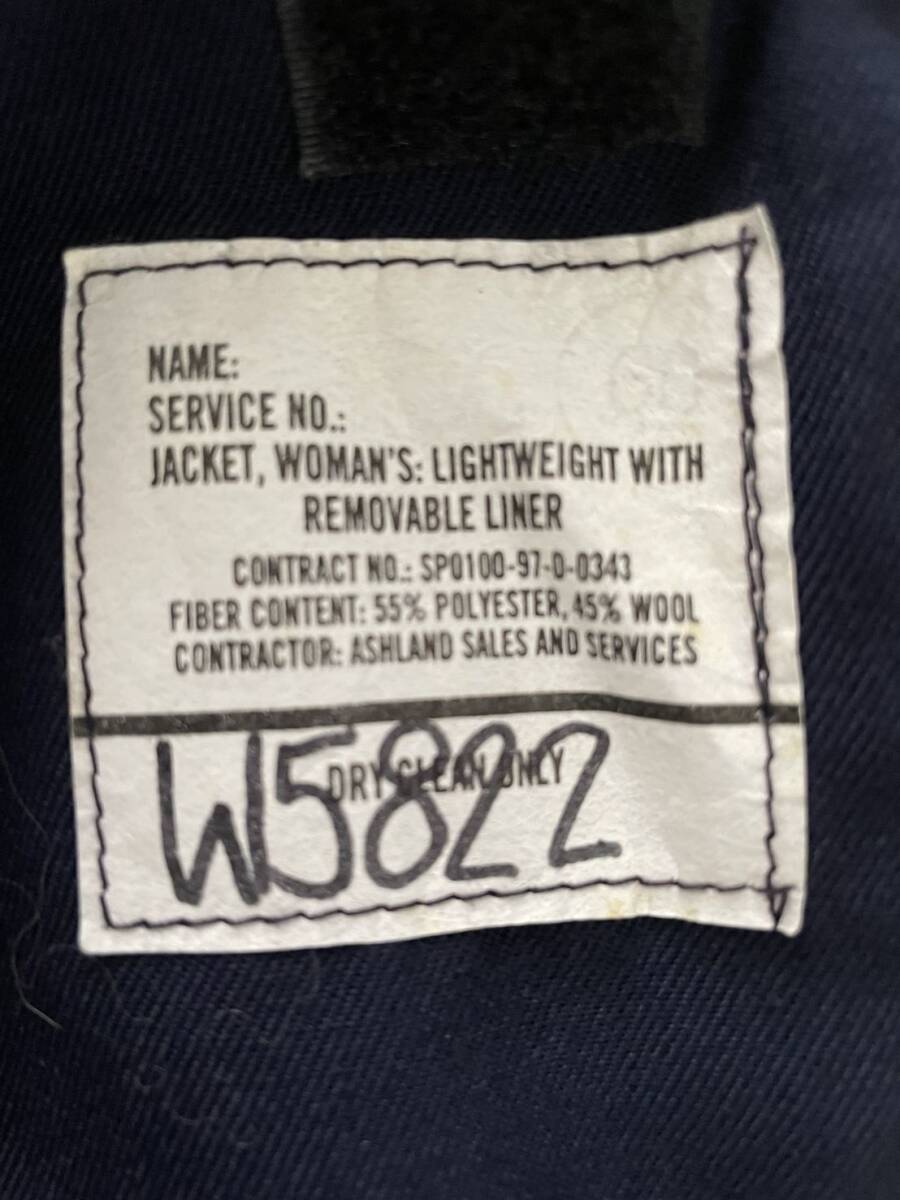 NAME:
SERVICE NO.:
JACKET, WOMAN'S: LIGHTWEIGHT WITH
REMOVABLE LINER
CONTRACT NO.: SP0100-97-D-0343
FIBER CONTENT: 55% POLYESTER, 45% WOOL
CONTRACTOR: ASHLAND SALES AND SERVICES
DRY CLEAN ONLY
W5822